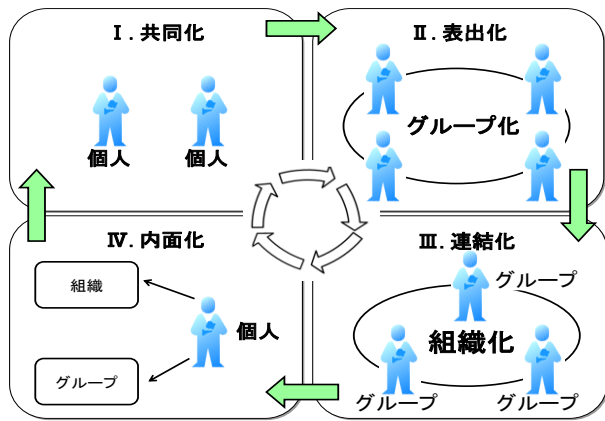 Ⅰ．共同化
個人
個人
Ⅱ．表出化
グループ化
Ⅳ．内面化
組織
個人
グループ
Ⅲ．連結化
グループ
組織化
グループ
グループ